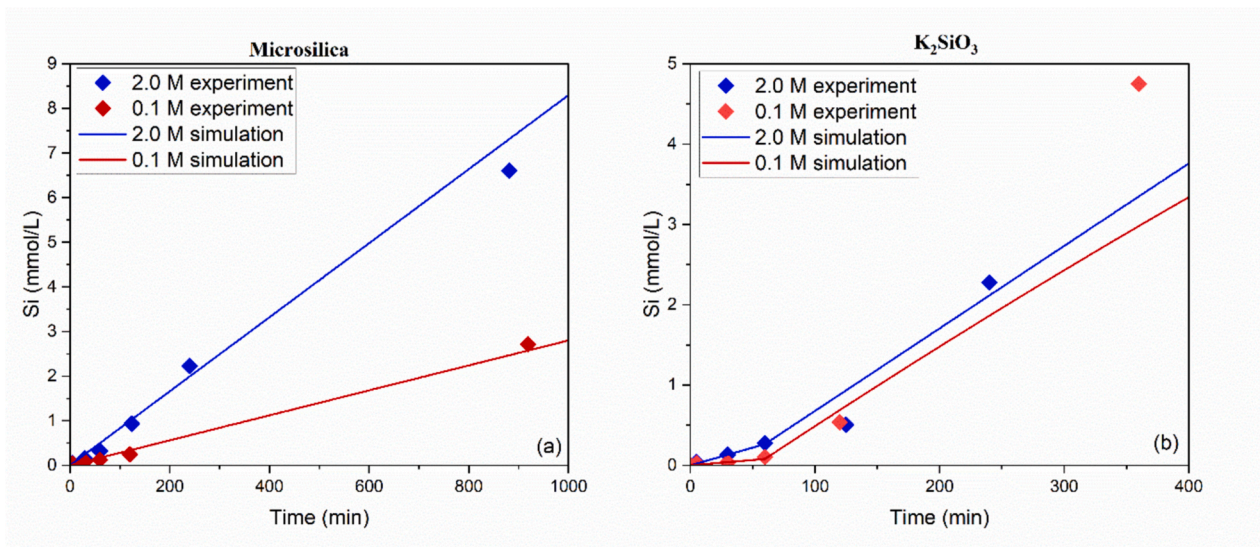 Microsilica
2.0 M experiment
0.1 M experiment
2.0 M simulation
0.1 M simulation
9
8
7
6
5
4
3
2
1
0
Si (mmol/L)
0 200 400 600 800 1000
Time (min)
(a)
K₂SiO₃
2.0 M experiment
0.1 M experiment
2.0 M simulation
0.1 M simulation
5
4
3
2
1
0
Si (mmol/L)
0 100 200 300 400
Time (min)
(b)